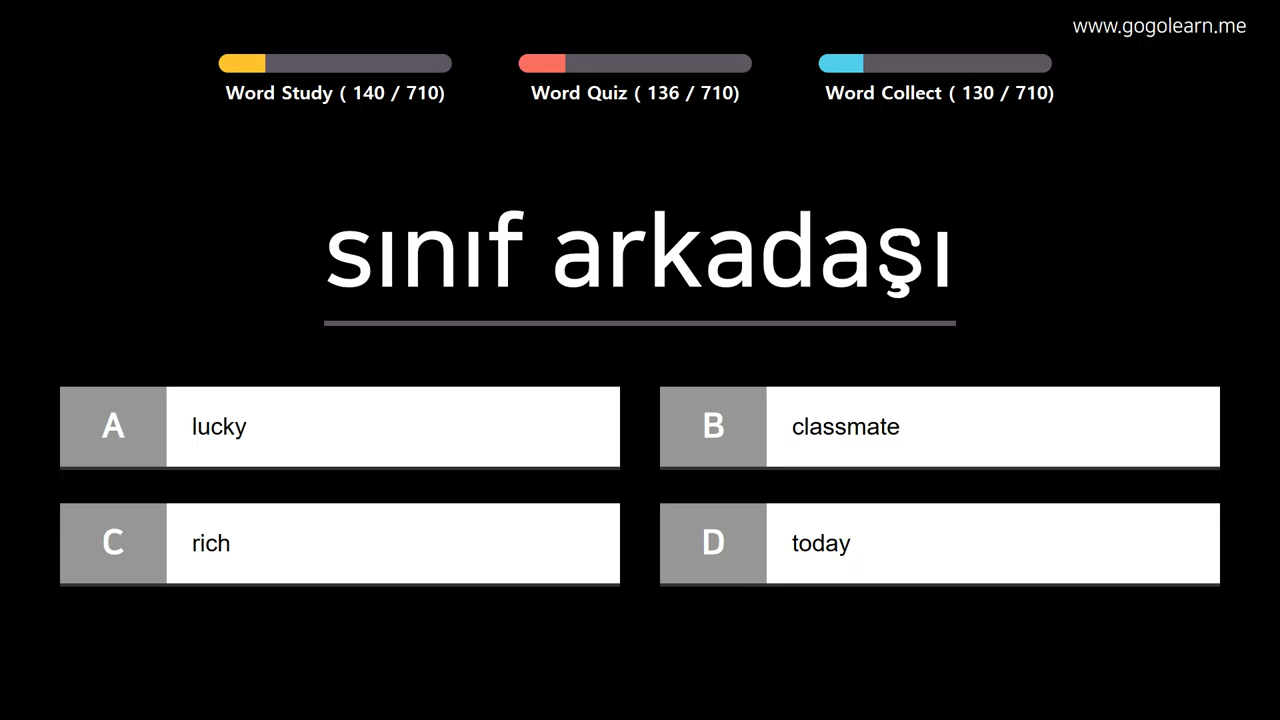 www.gogolearn.me
Word Study ( 140 / 710)
Word Quiz ( 136 / 710)
Word Collect ( 130 / 710)
sınıf arkadaşı
A lucky
B classmate
C rich
D today